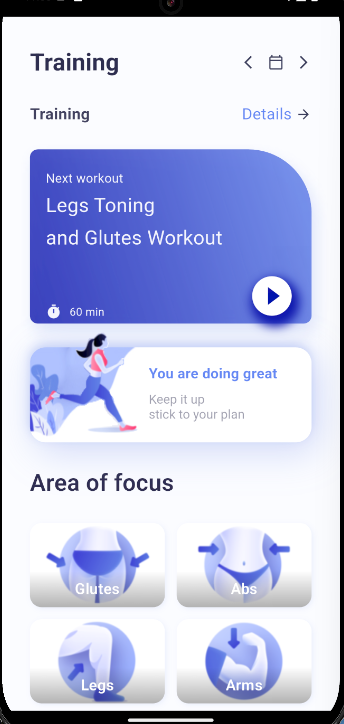 Training
Training
Details
Next workout
Legs Toning
and Glutes Workout
60 min
You are doing great
Keep it up
stick to your plan
Area of focus
Glutes
Abs
Legs
Arms